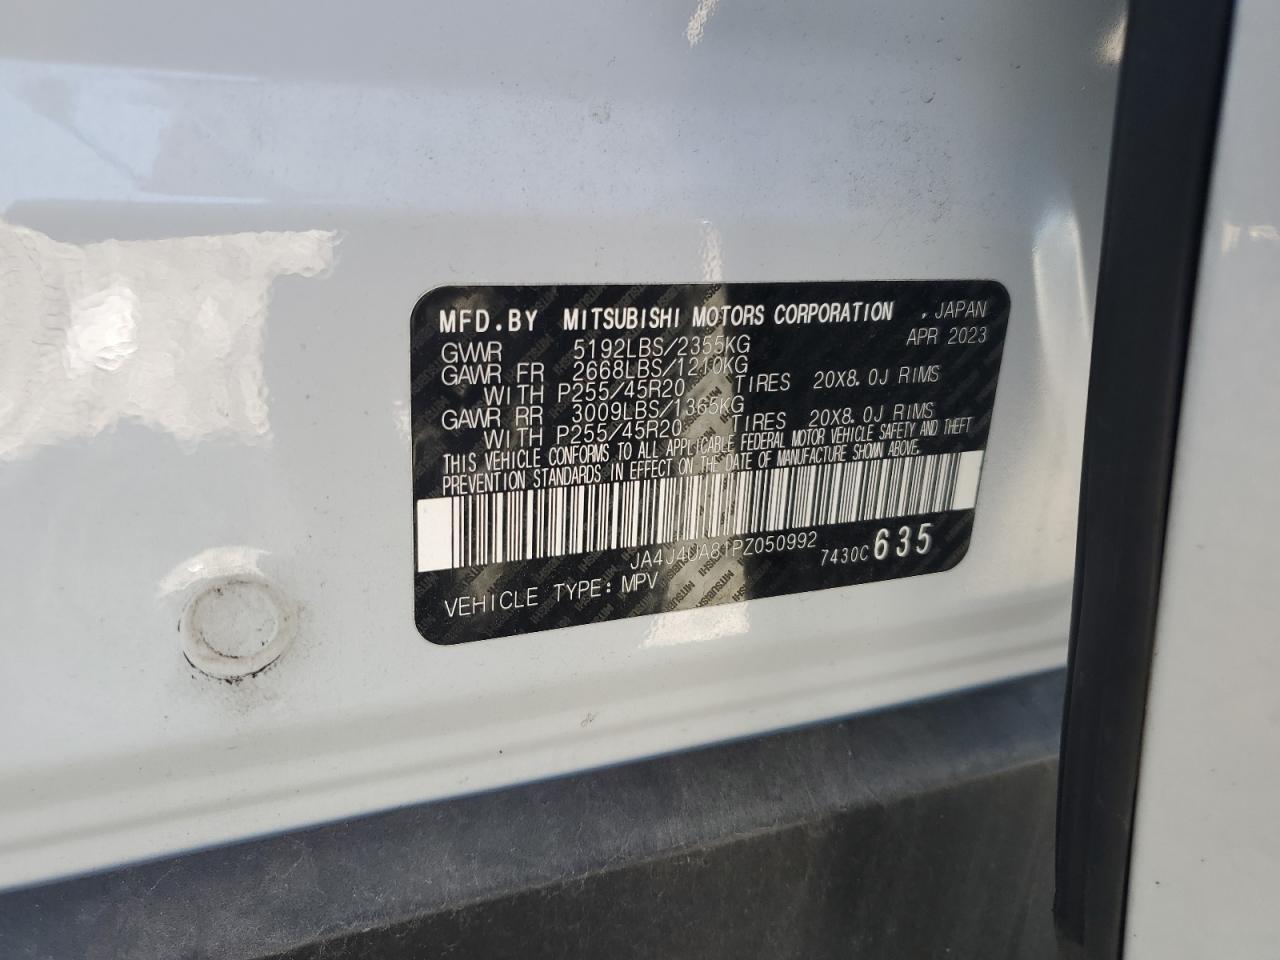 MFD.BY MITSUBISHI MOTORS CORPORATION , JAPAN
APR 2023
GVWR 5192LBS/2355KG
GAWR FR 2668LBS/1210KG
WITH P255/45R20 TIRES 20X8.0J RIMS
GAWR RR 3009LBS/1365KG
WITH P255/45R20 TIRES 20X8.0J RIMS
THIS VEHICLE CONFORMS TO ALL APPLICABLE FEDERAL MOTOR VEHICLE SAFETY AND THEFT
PREVENTION STANDARDS IN EFFECT ON THE DATE OF MANUFACTURE SHOWN ABOVE.
JA4J4UA81PZ050992 7430C 635
VEHICLE TYPE: MPV